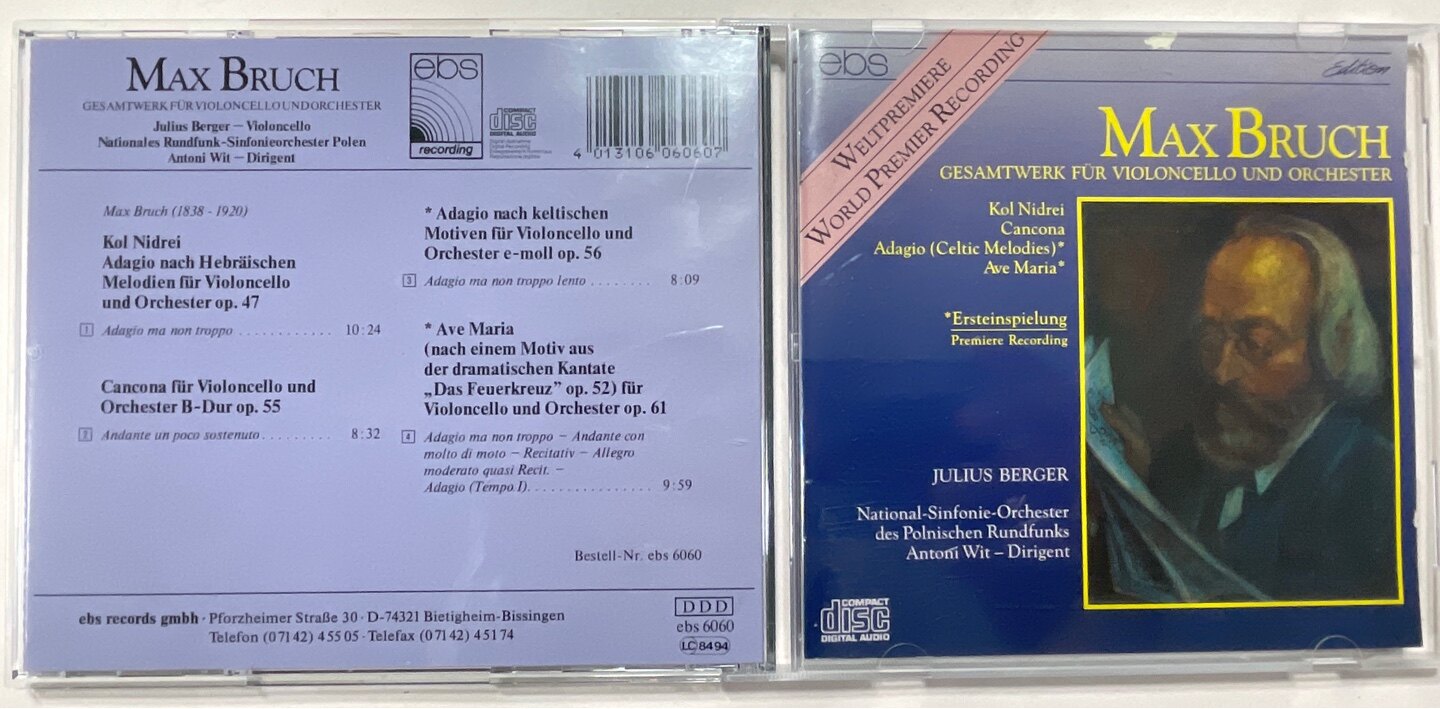 MAX BRUCH
GESAMTWERK FÜR VIOLONCELLO UND ORCHESTER
Julius Berger – Violoncello
Nationales Rundfunk-Sinfonieorchester Polen
Antoni Wit – Dirigent
ebs
recording
COMPACT
disc
DIGITAL AUDIO
4 013106 060607
Max Bruch (1838 - 1920)
Kol Nidrei
Adagio nach Hebräischen
Melodien für Violoncello
und Orchester op. 47
1 Adagio ma non troppo ............ 10:24
Cancona für Violoncello und
Orchester B-Dur op. 55
2 Andante un poco sostenuto ......... 8:32
* Adagio nach keltischen
Motiven für Violoncello und
Orchester e-moll op. 56
3 Adagio ma non troppo lento ........ 8:09
* Ave Maria
(nach einem Motiv aus
der dramatischen Kantate
„Das Feuerkreuz” op. 52) für
Violoncello und Orchester op. 61
4 Adagio ma non troppo – Andante con
molto di moto – Recitativ – Allegro
moderato quasi Recit. –
Adagio (Tempo I) ................ 9:59
Bestell-Nr. ebs 6060
ebs records gmbh · Pforzheimer Straße 30 · D-74321 Bietigheim-Bissingen
Telefon (07142) 45505 · Telefax (07142) 45174
DDD
ebs 6060
LC 8494
ebs
Edition
WELTPREMIERE
WORLD PREMIER RECORDING
MAX BRUCH
GESAMTWERK FÜR VIOLONCELLO UND ORCHESTER
Kol Nidrei
Cancona
Adagio (Celtic Melodies)*
Ave Maria*
*Ersteinspielung
Premiere Recording
JULIUS BERGER
National-Sinfonie-Orchester
des Polnischen Rundfunks
Antoni Wit – Dirigent
COMPACT
disc
DIGITAL AUDIO